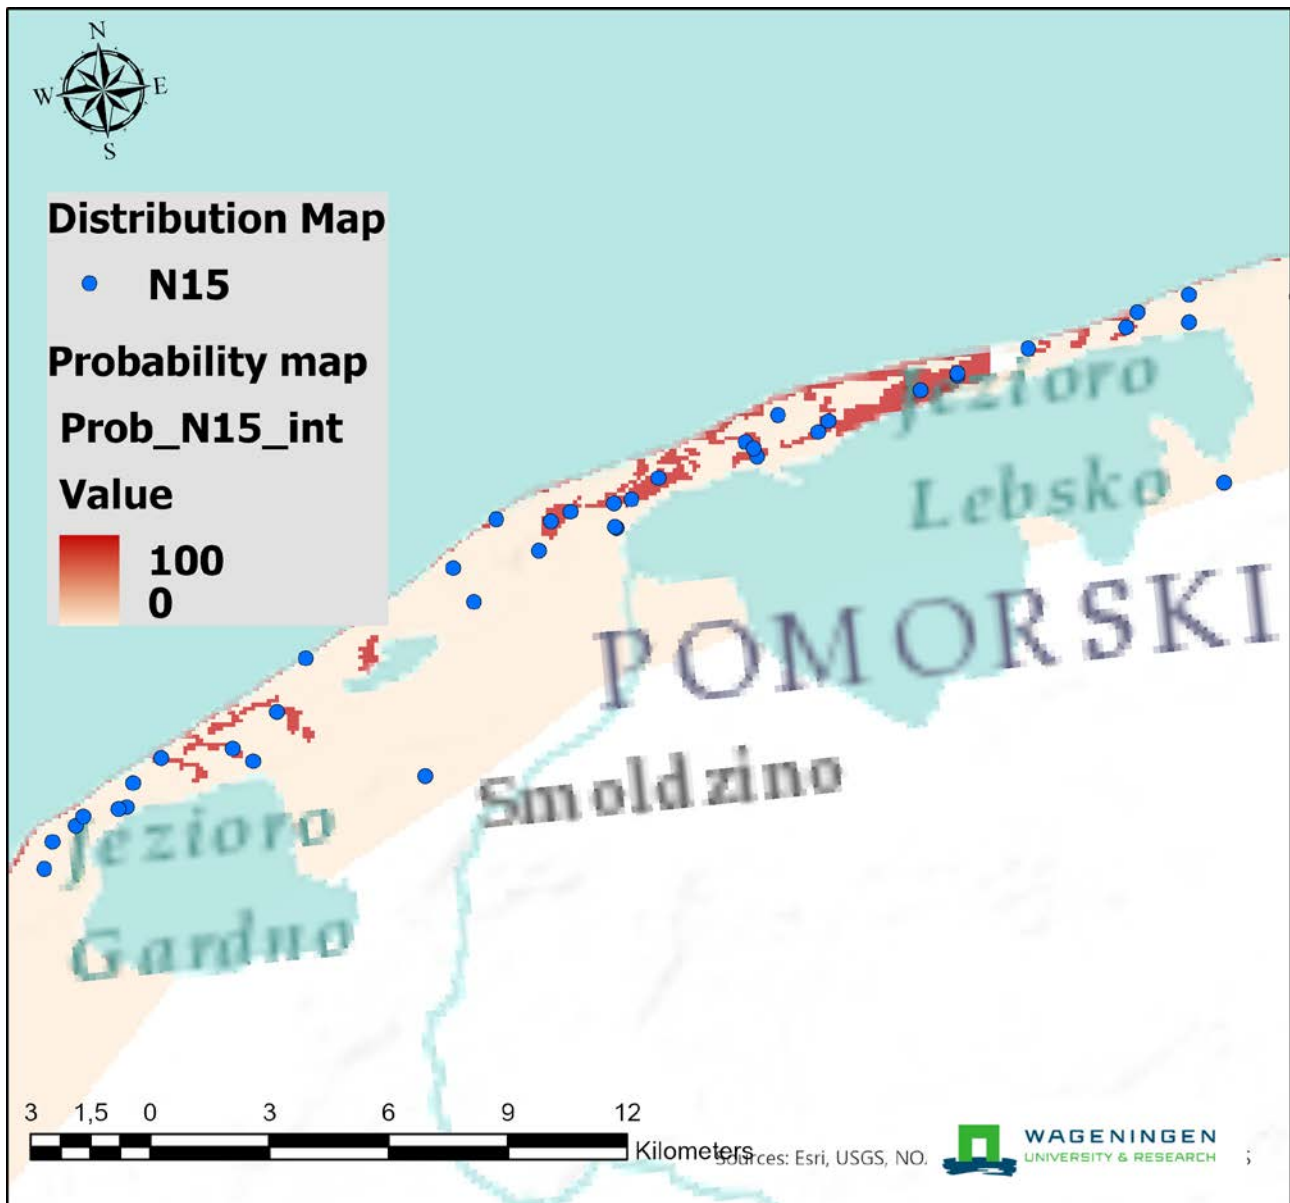 N
W E
S
Distribution Map
N15
Probability map
Prob_N15_int
Value
100
0
Jezioro
Lebsko
POMORSKI
Smoldzino
Jezioro
Gardno
3 1,5 0 3 6 9 12
Kilometers
Sources: Esri, USGS, NO.
WAGENINGEN
UNIVERSITY & RESEARCH